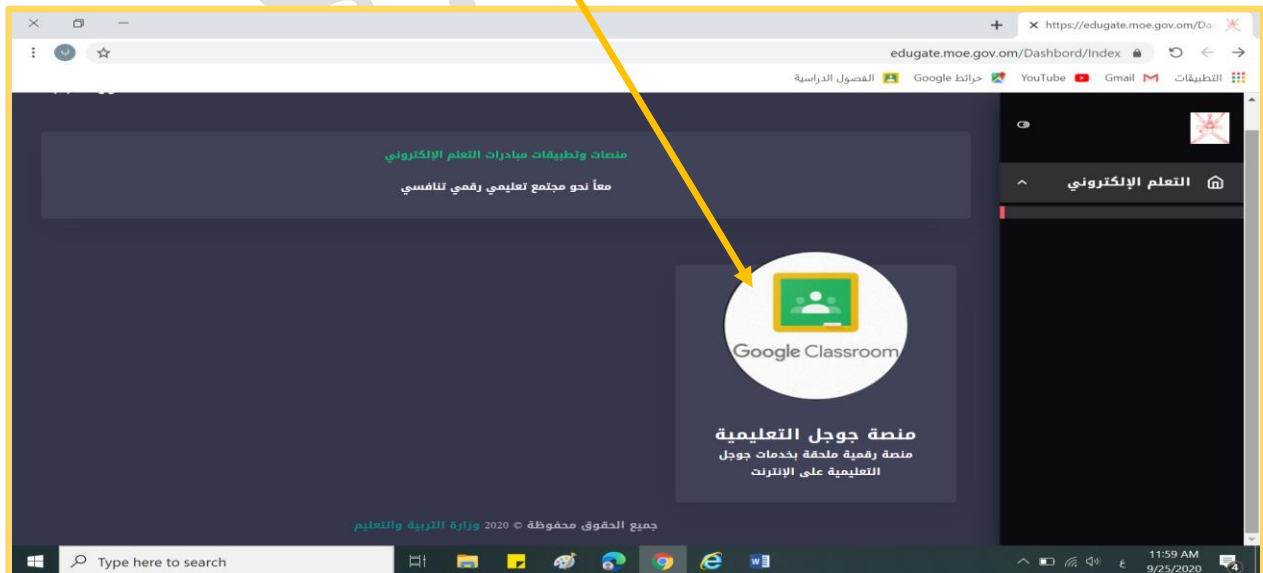 https://edugate.moe.gov.om/Da
edugate.moe.gov.om/Dashbord/Index
التطبيقات Gmail YouTube خرائط Google الفصول الدراسية
التعلم الإلكتروني
منصات وتطبيقات مبادرات التعلم الإلكتروني
معاً نحو مجتمع تعليمي رقمي تنافسي
Google Classroom
منصة جوجل التعليمية
منصة رقمية ملحقة بخدمات جوجل
التعليمية على الإنترنت
جميع الحقوق محفوظة © 2020 وزارة التربية والتعليم
Type here to search
ع
11:59 AM
9/25/2020
4